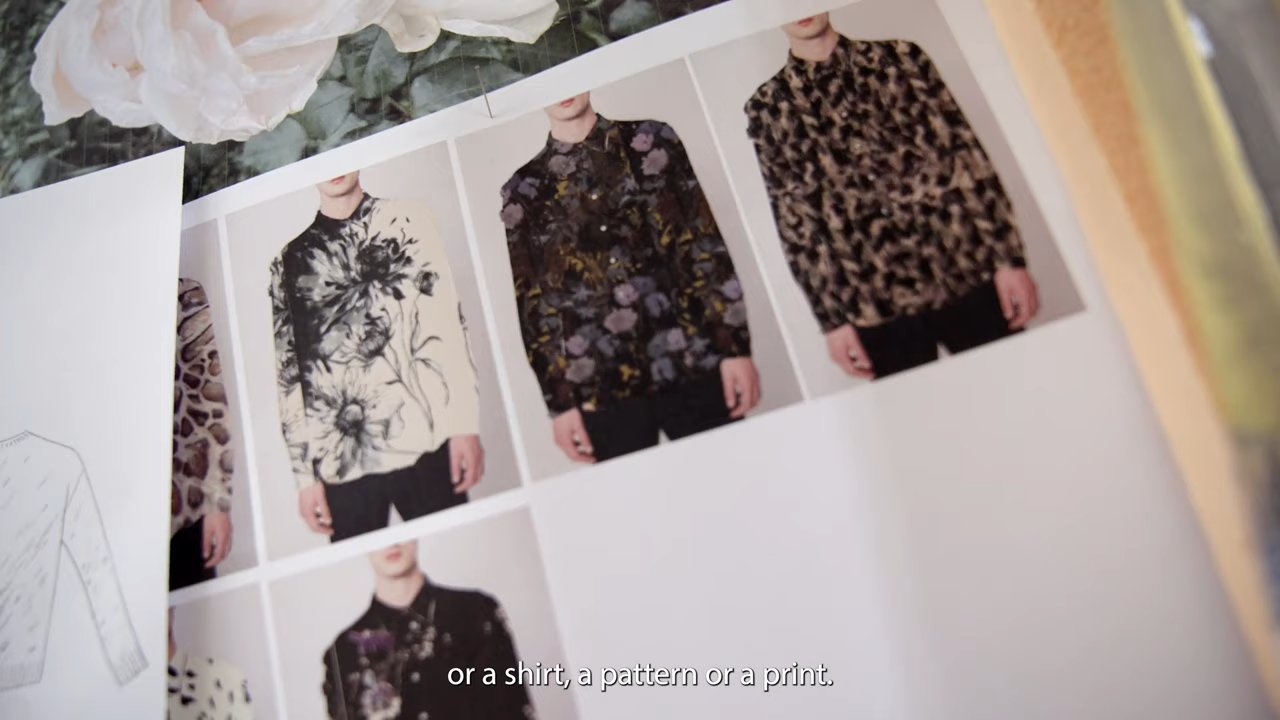 or a shirt, a pattern or a print.